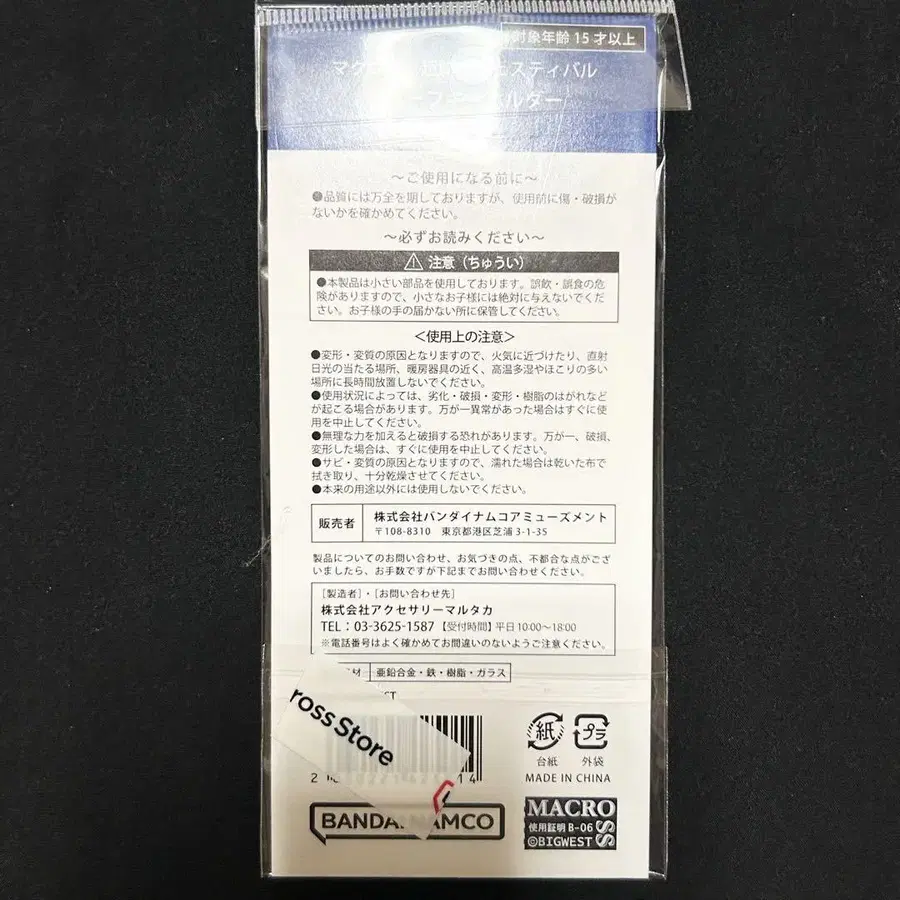 対象年齢 15 才以上
スティバル
ルダー
〜ご使用になる前に〜
●品質には万全を期しておりますが、使用前に傷・破損が
ないかを確かめてください。
〜必ずお読みください〜
注意（ちゅうい）
●本製品は小さい部品を使用しております。誤飲・誤食の危
険がありますので、小さなお子様には絶対に与えないでくだ
さい。お子様の手の届かない所に保管してください。
＜使用上の注意＞
●変形・変質の原因となりますので、火気に近づけたり、直射
日光の当たる場所、暖房器具の近く、高温多湿やほこりの多い
場所に長時間放置しないでください。
●使用状況によっては、劣化・破損・変形・樹脂のはがれなど
が起こる場合があります。万が一異常があった場合はすぐに使
用を中止してください。
●無理な力を加えると破損する恐れがあります。万が一、破損、
変形した場合は、すぐに使用を中止してください。
●サビ・変質の原因となりますので、濡れた場合は乾いた布で
拭き取り、十分乾燥させてください。
●本来の用途以外には使用しないでください。
販売者 株式会社バンダイナムコアミューズメント
〒108-8310 東京都港区芝浦 3-1-35
製品についてのお問い合わせ、お気づきの点、不都合な点がござ
いましたら、お手数ですが下記までお問い合わせください。
［製造者］・［お問い合わせ先］
株式会社アクセサリーマルタカ
TEL：03-3625-1587【受付時間】平日 10:00〜18:00
※電話番号はよく確かめてお間違いのないようご注意ください。
材 亜鉛合金・鉄・樹脂・ガラス
ross Store
紙 プラ
台紙 外袋
MADE IN CHINA
BANDAI NAMCO
MACROSS
使用証明 B-06
©BIGWEST